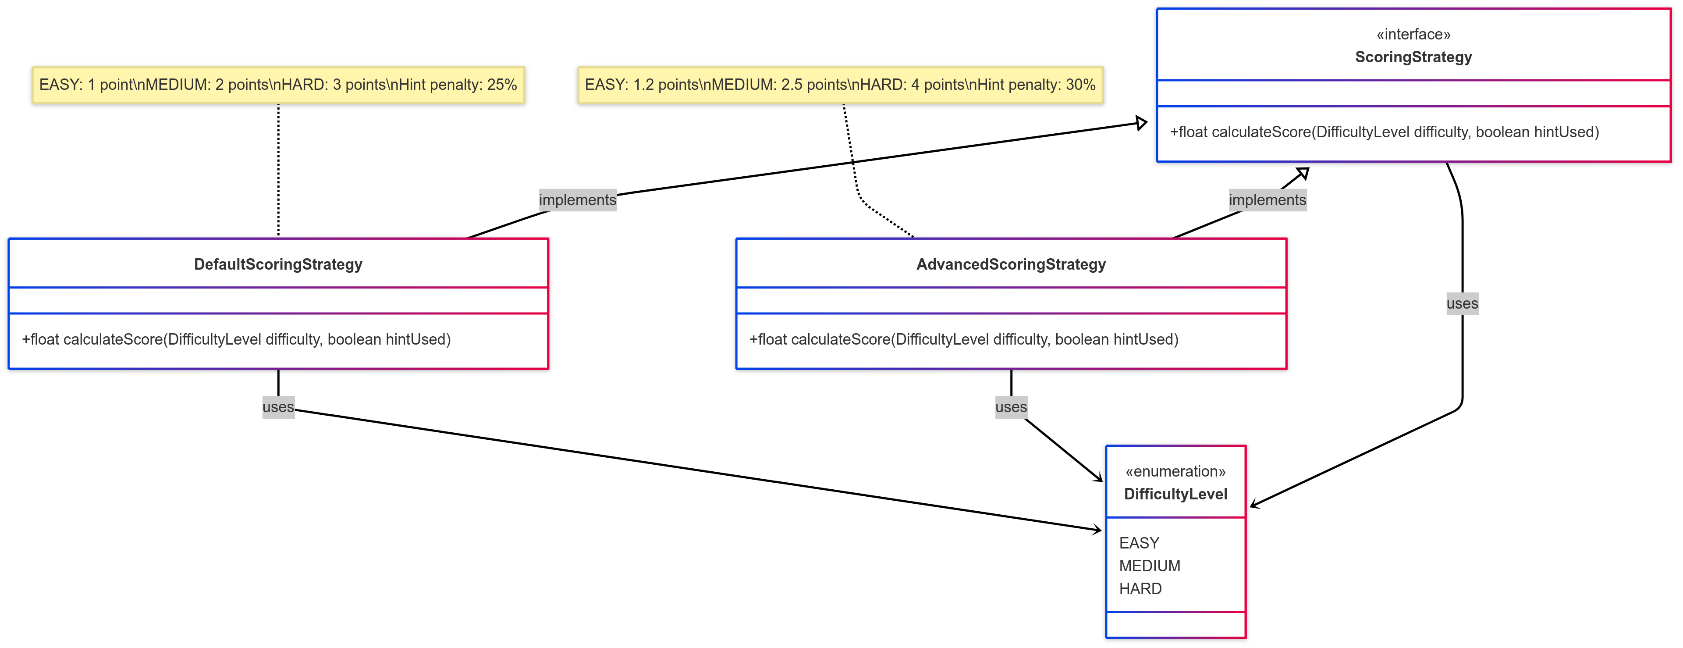 «interface»
ScoringStrategy
+float calculateScore(DifficultyLevel difficulty, boolean hintUsed)
EASY: 1 point\nMEDIUM: 2 points\nHARD: 3 points\nHint penalty: 25%
EASY: 1.2 points\nMEDIUM: 2.5 points\nHARD: 4 points\nHint penalty: 30%
implements
implements
DefaultScoringStrategy
+float calculateScore(DifficultyLevel difficulty, boolean hintUsed)
AdvancedScoringStrategy
+float calculateScore(DifficultyLevel difficulty, boolean hintUsed)
uses
uses
uses
«enumeration»
DifficultyLevel
EASY
MEDIUM
HARD